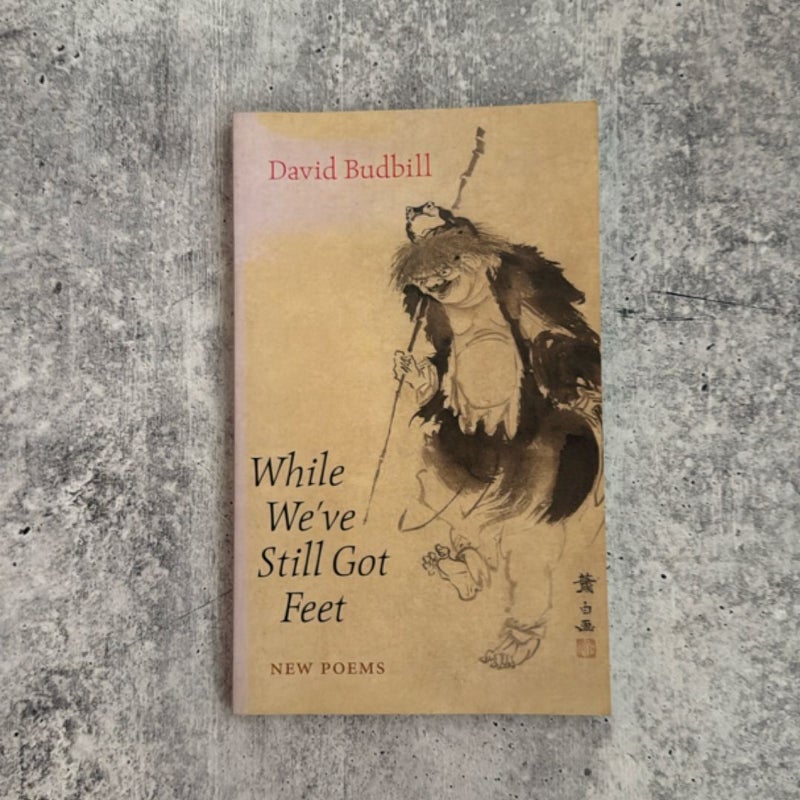 David Budbill
While
We've
Still Got
Feet
NEW POEMS
蕭白画